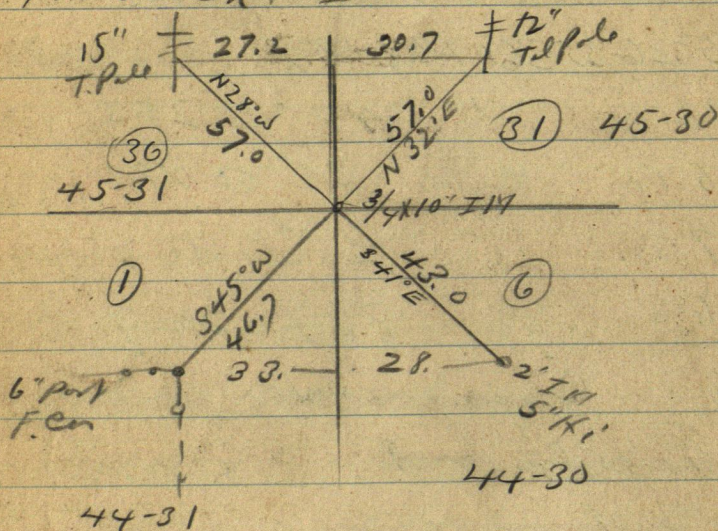 15" 27.2 30.7 12"
T.Pole Tel Pole
N28°W 57.0 57.0 N32°E
36 31 45-30
45-31
3/4X10" IM
1 S45°W 46.7 43.0 S41°E 6
6" Post 33. 28. 2" IM
F. Cor 5" Hi
44-30
44-31